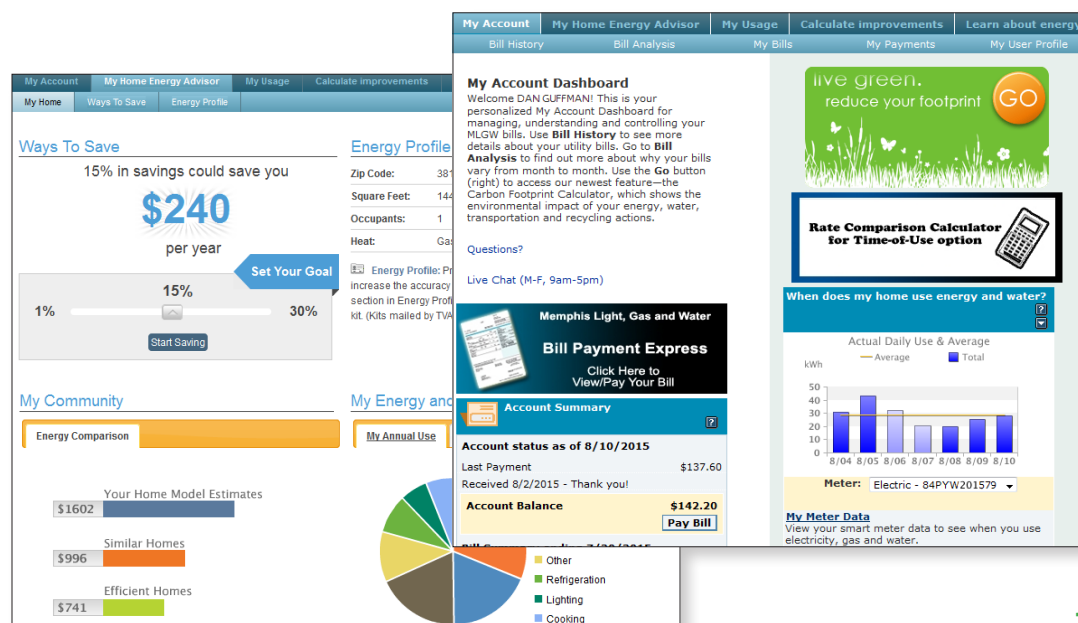 My Account
My Home Energy Advisor
My Usage
Calculate improvements
Learn about energy
Bill History
Bill Analysis
My Bills
My Payments
My User Profile
My Account Dashboard
Welcome DAN GUFFMAN! This is your
personalized My Account Dashboard for
managing, understanding and controlling your
MLGW bills. Use Bill History to see more
details about your utility bills. Go to Bill
Analysis to find out more about why your bills
vary from month to month. Use the Go button
(right) to access our newest feature—the
Carbon Footprint Calculator, which shows the
environmental impact of your energy, water,
transportation and recycling actions.
Questions?
Live Chat (M-F, 9am-5pm)
Memphis Light, Gas and Water
Bill Payment Express
Click Here to
View/Pay Your Bill
Account Summary
?
Account status as of 8/10/2015
Last Payment $137.60
Received 8/2/2015 - Thank you!
Account Balance $142.20
Pay Bill
live green.
reduce your footprint
GO
Rate Comparison Calculator
for Time-of-Use option
When does my home use energy and water?
?
Actual Daily Use & Average
Average Total
kWh
50
40
30
20
10
0
8/04 8/05 8/06 8/07 8/08 8/09 8/10
Meter: Electric - 84PYW201579
My Meter Data
View your smart meter data to see when you use
electricity, gas and water.
My Account
My Home Energy Advisor
My Usage
Calculate improvements
My Home
Ways To Save
Energy Profile
Ways To Save
15% in savings could save you
$240
per year
Set Your Goal
15%
1% 30%
Start Saving
Energy Profile
Zip Code: 381
Square Feet: 144
Occupants: 1
Heat: Gas
Energy Profile: Pr
increase the accuracy
section in Energy Profi
kit. (Kits mailed by TVA
My Community
Energy Comparison
Your Home Model Estimates
$1602
Similar Homes
$996
Efficient Homes
$741
My Energy and
My Annual Use
Other
Refrigeration
Lighting
Cooking